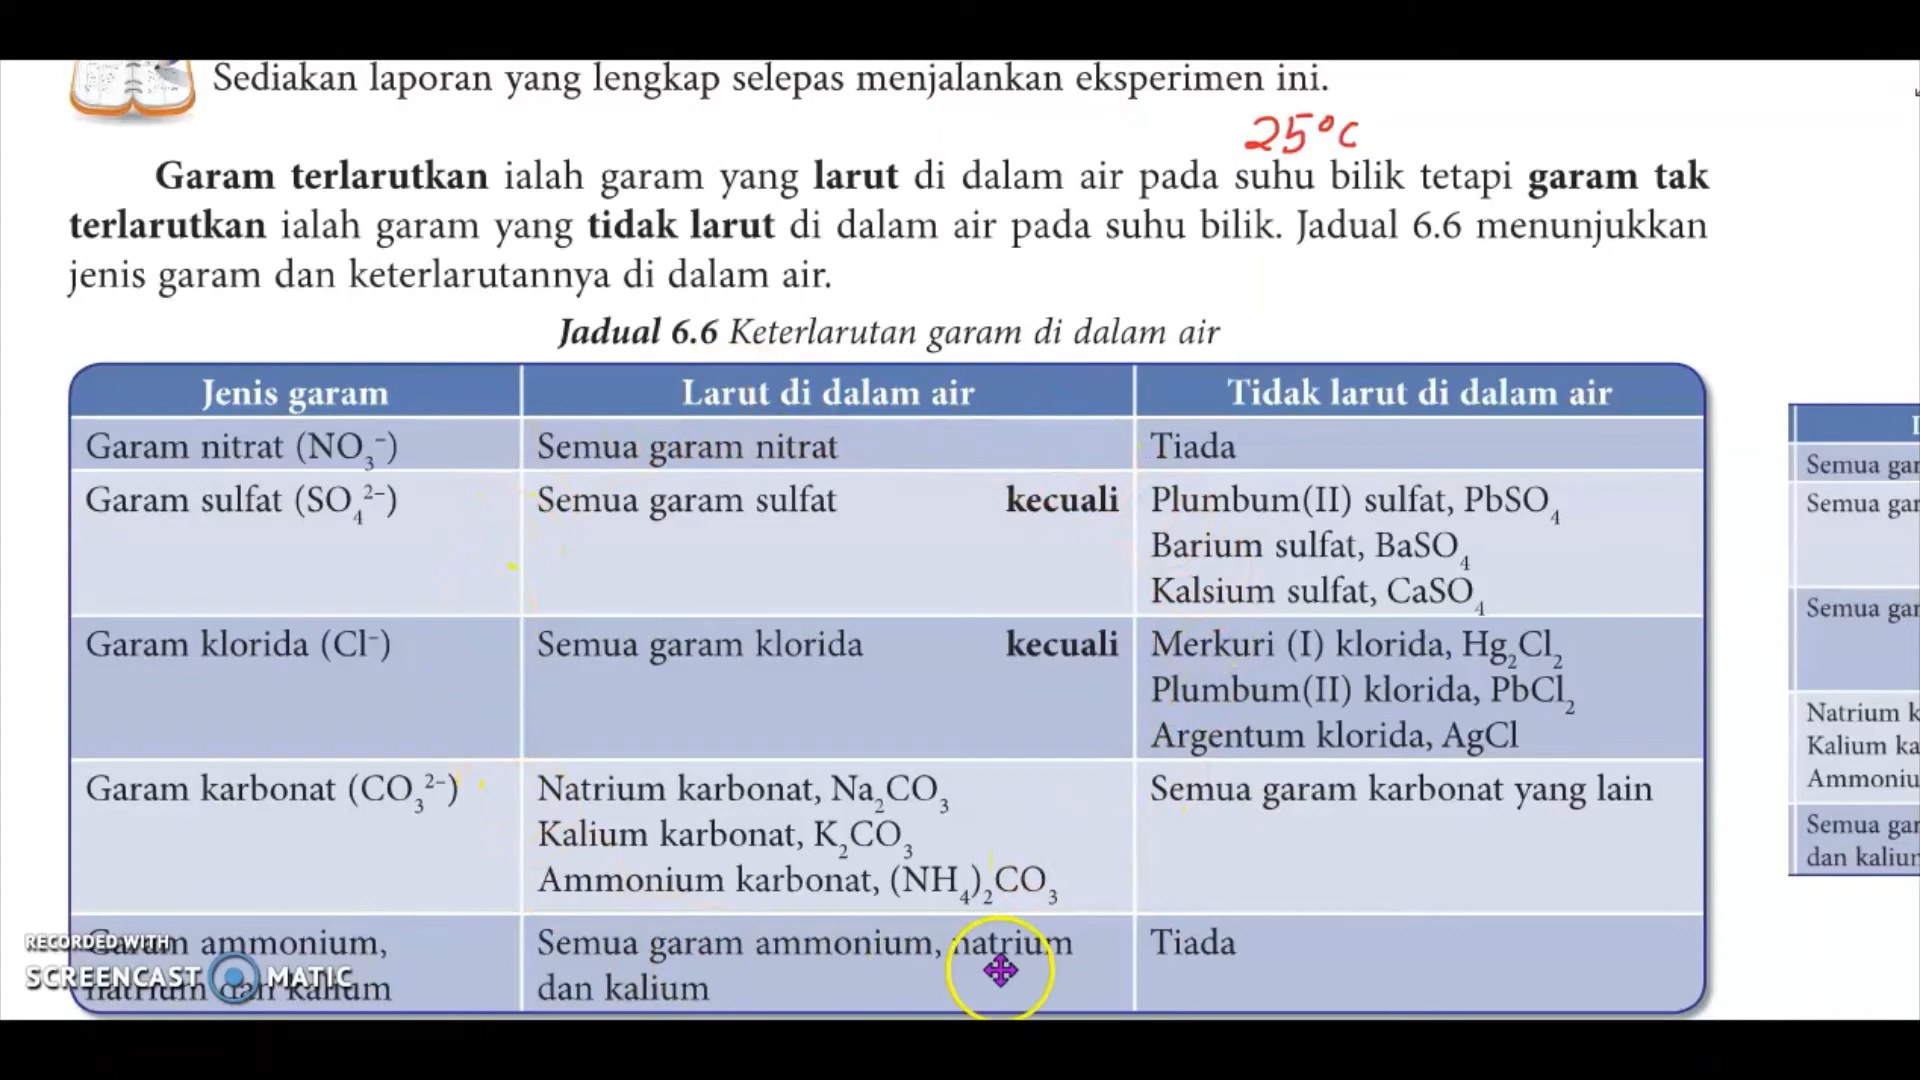 Sediakan laporan yang lengkap selepas menjalankan eksperimen ini.
25°C
Garam terlarutkan ialah garam yang larut di dalam air pada suhu bilik tetapi garam tak
terlarutkan ialah garam yang tidak larut di dalam air pada suhu bilik. Jadual 6.6 menunjukkan
jenis garam dan keterlarutannya di dalam air.
Jadual 6.6 Keterlarutan garam di dalam air
Jenis garam Larut di dalam air Tidak larut di dalam air
Garam nitrat (NO₃⁻) Semua garam nitrat Tiada
Garam sulfat (SO₄²⁻) Semua garam sulfat kecuali Plumbum(II) sulfat, PbSO₄
Barium sulfat, BaSO₄
Kalsium sulfat, CaSO₄
Garam klorida (Cl⁻) Semua garam klorida kecuali Merkuri (I) klorida, Hg₂Cl₂
Plumbum(II) klorida, PbCl₂
Argentum klorida, AgCl
Garam karbonat (CO₃²⁻) Natrium karbonat, Na₂CO₃ Semua garam karbonat yang lain
Kalium karbonat, K₂CO₃
Ammonium karbonat, (NH₄)₂CO₃
Garam ammonium, Semua garam ammonium, natrium Tiada
natrium dan kalium dan kalium
RECORDED WITH
SCREENCAST MATIC
Semua gar
Semua gar
Semua gar
Natrium k
Kalium ka
Ammoniu
Semua gar
dan kaliun